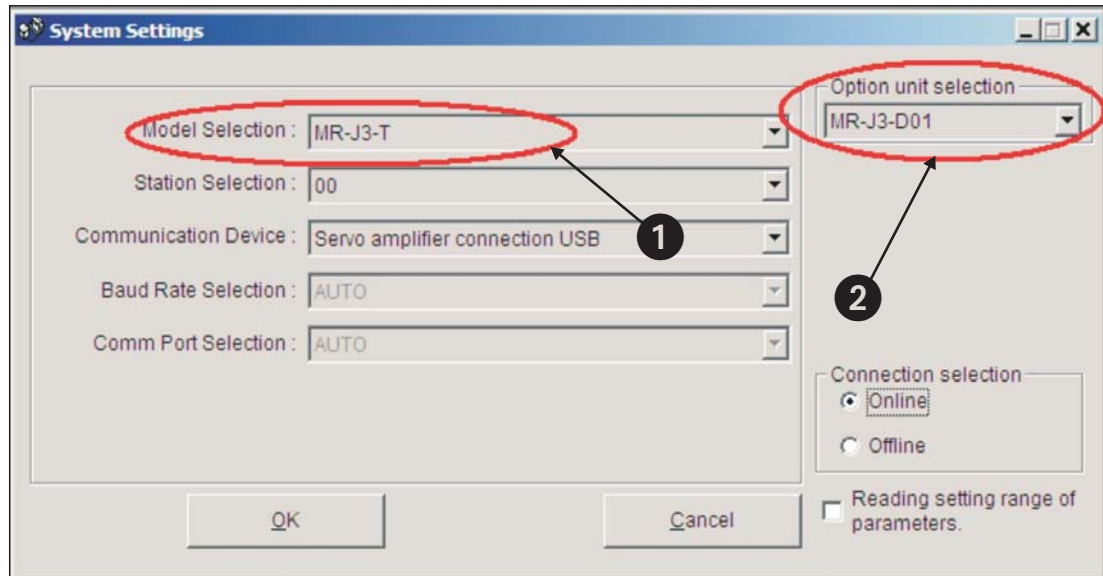 System Settings
Model Selection : MR-J3-T
Station Selection : 00
Communication Device : Servo amplifier connection USB
Baud Rate Selection : AUTO
Comm Port Selection : AUTO
Option unit selection
MR-J3-D01
1
2
Connection selection
Online
Offline
Reading setting range of
parameters.
OK
Cancel